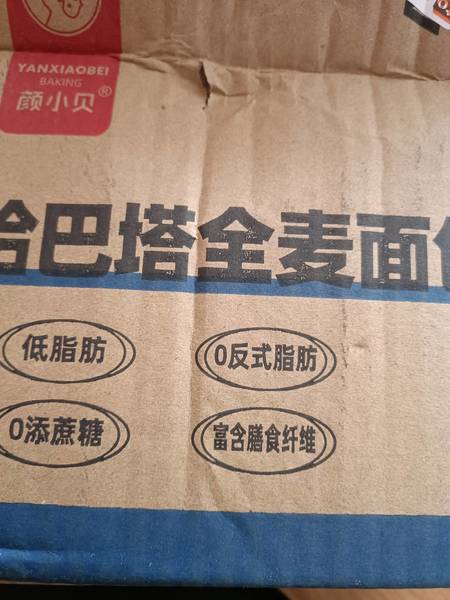 YANXIAOBEI
BAKING
颜小贝®
哈巴塔全麦面
低脂肪
0反式脂肪
0添蔗糖
富含膳食纤维